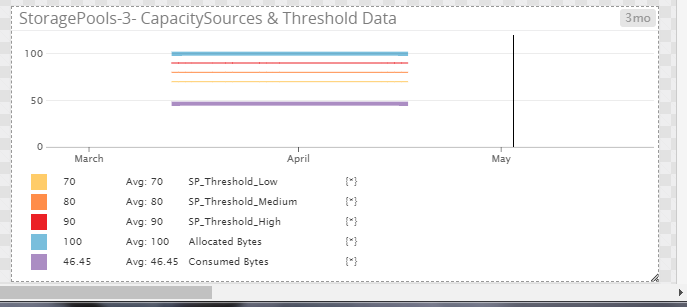 StoragePools-3- CapacitySources & Threshold Data 3mo
100
50
0
March April May
70 Avg: 70 SP_Threshold_Low {*}
80 Avg: 80 SP_Threshold_Medium {*}
90 Avg: 90 SP_Threshold_High {*}
100 Avg: 100 Allocated Bytes {*}
46.45 Avg: 46.45 Consumed Bytes {*}